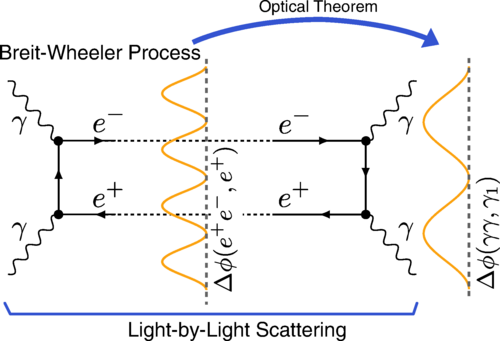 Optical Theorem
Breit-Wheeler Process
γ e⁻ e⁻ γ
γ e⁺ e⁺ γ
Δϕ(e⁺e⁻, e⁺)
Δϕ(γγ, γ₁)
Light-by-Light Scattering